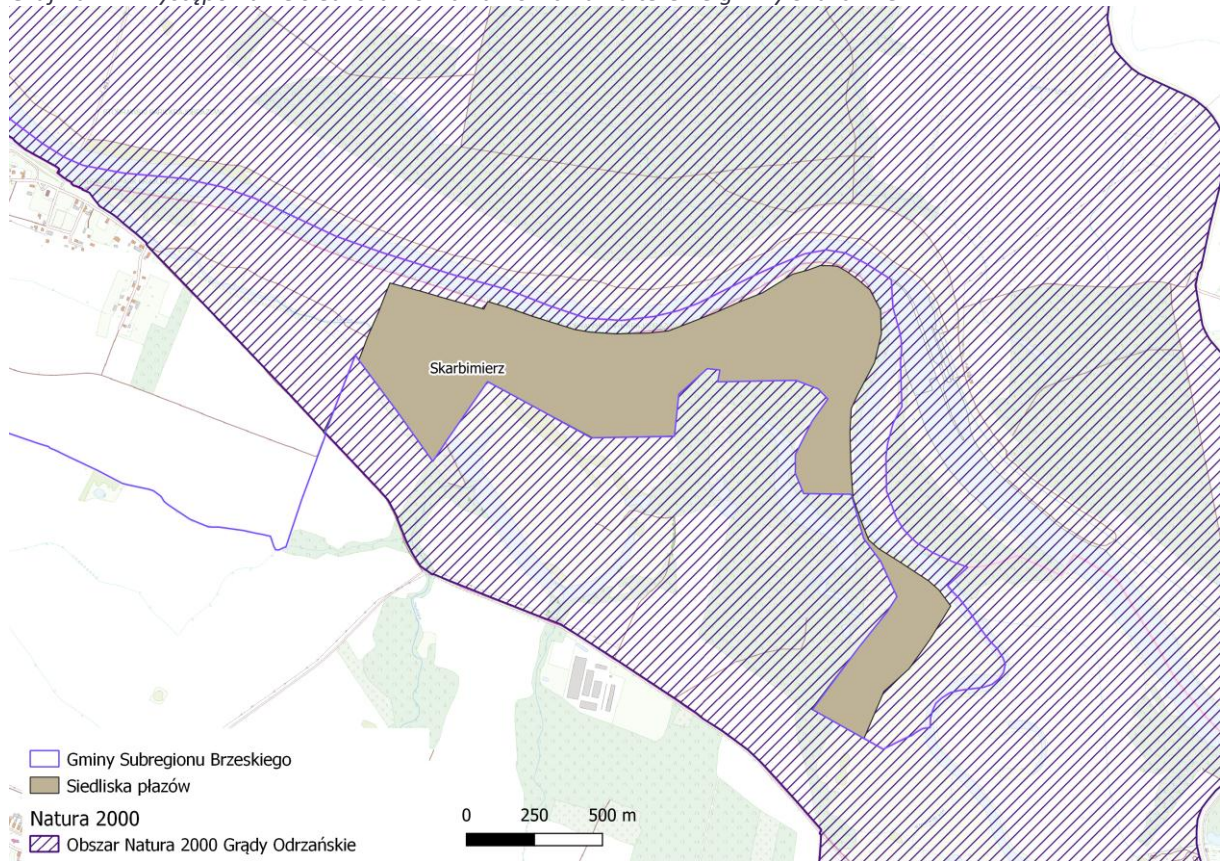 Skarbimierz
Gminy Subregionu Brzeskiego
Siedliska płazów
Natura 2000
Obszar Natura 2000 Grądy Odrzańskie
0 250 500 m